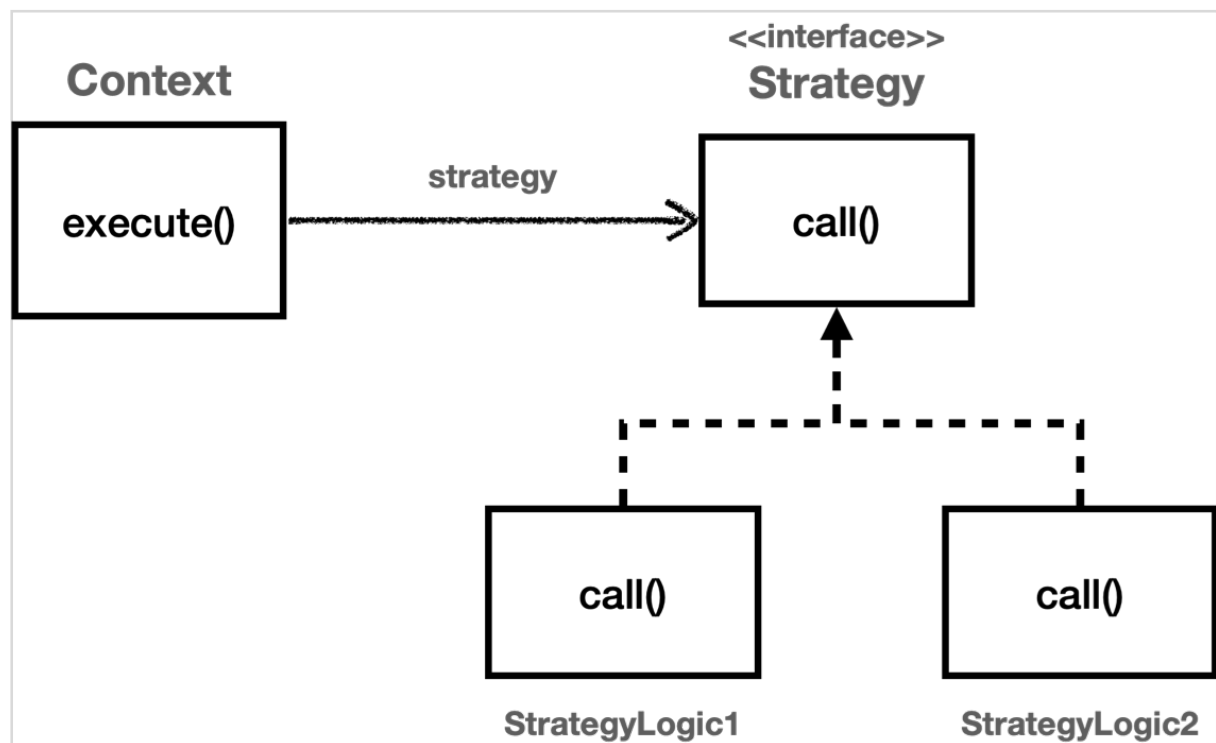 <<interface>>
Context
Strategy
strategy
execute()
call()
call()
call()
StrategyLogic1
StrategyLogic2